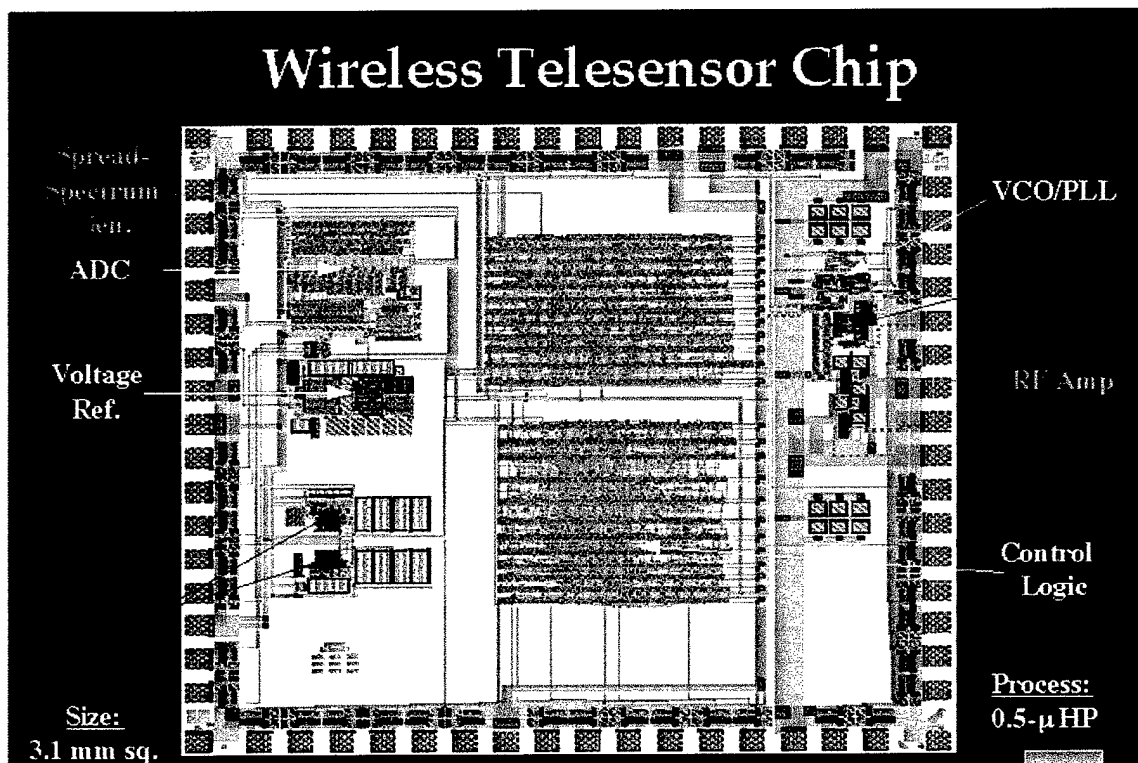 Wireless Telesensor Chip
Spread-
Spectrum
ADC
Voltage
Ref.
Size:
3.1 mm sq.
VCO/PLL
RF Amp
Control
Logic
Process:
0.5-μ HP